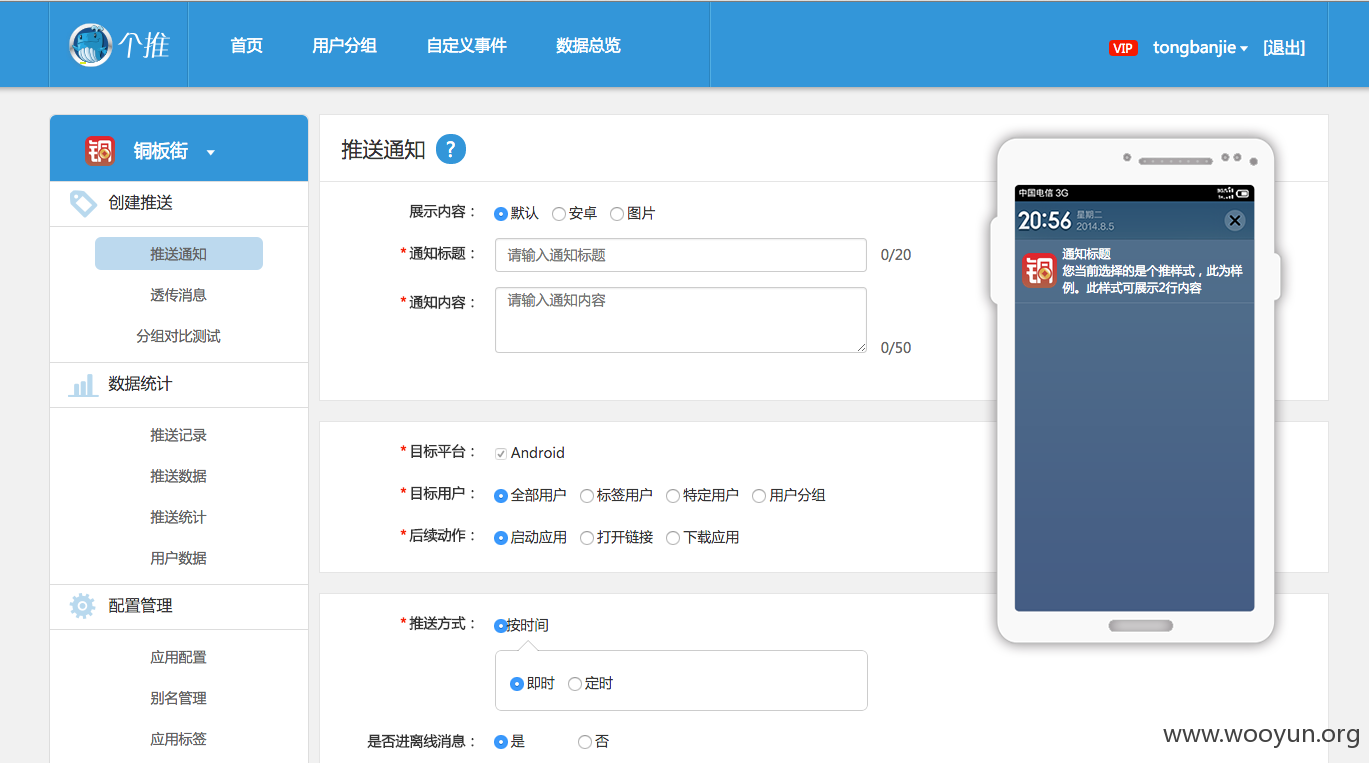 个推 首页 用户分组 自定义事件 数据总览 VIP tongbanjie [退出]
铜 铜板街
创建推送
推送通知
透传消息
分组对比测试
数据统计
推送记录
推送数据
推送统计
用户数据
配置管理
应用配置
别名管理
应用标签
推送通知 ?
展示内容： 默认 安卓 图片
*通知标题： 请输入通知标题 0/20
*通知内容： 请输入通知内容 0/50
*目标平台： Android
*目标用户： 全部用户 标签用户 特定用户 用户分组
*后续动作： 启动应用 打开链接 下载应用
*推送方式： 按时间
即时 定时
是否进离线消息： 是 否
中国电信 3G
20:56 星期二
2014.8.5
铜 通知标题
您当前选择的是个推样式，此为样
例。此样式可展示2行内容
www.wooyun.org